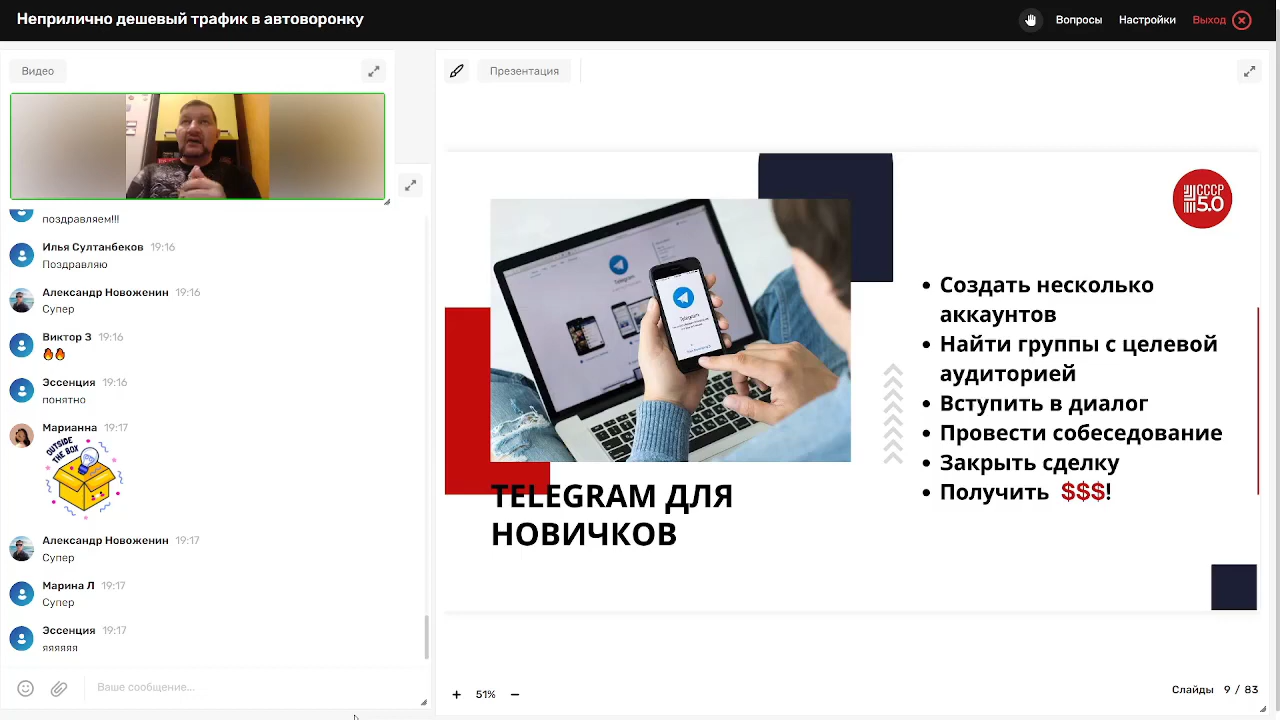 Неприлично дешевый трафик в автоворонку
Вопросы
Настройки
Выход
Видео
поздравляем!!!
Илья Султанбеков 19:16
Поздравляю
Александр Новоженин 19:16
Супер
Виктор З 19:16
Эссенция 19:16
понятно
Марианна 19:17
OUTSIDE
THE BOX
Александр Новоженин 19:17
Супер
Марина Л 19:17
Супер
Эссенция 19:17
яяяяяя
Ваше сообщение...
Презентация
СССР
5.0
Telegram
Telegram
TELEGRAM ДЛЯ
НОВИЧКОВ
• Создать несколько
аккаунтов
• Найти группы с целевой
аудиторией
• Вступить в диалог
• Провести собеседование
• Закрыть сделку
• Получить $$$!
+ 51% −
Слайды 9 / 83